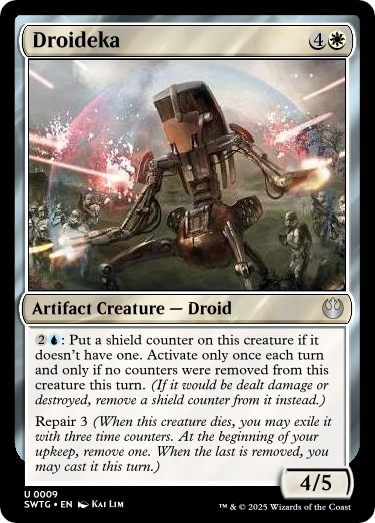 Droideka 4
Artifact Creature — Droid
2: Put a shield counter on this creature if it
doesn't have one. Activate only once each turn
and only if no counters were removed from this
creature this turn. (If it would be dealt damage or
destroyed, remove a shield counter from it instead.)
Repair 3 (When this creature dies, you may exile it
with three time counters. At the beginning of your
upkeep, remove one. When the last is removed, you
may cast it this turn.)
4/5
U 0009
SWTG • EN Kai Lim
™ & © 2025 Wizards of the Coast